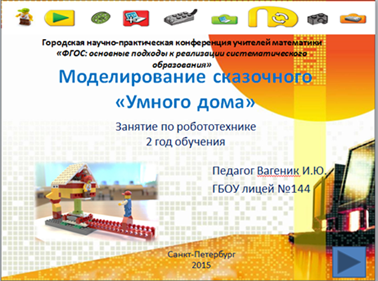 Городская научно-практическая конференция учителей математики
«ФГОС: основные подходы к реализации систематического
образования»
Моделирование сказочного
«Умного дома»
Занятие по робототехнике
2 год обучения
Педагог Вагеник И.Ю.
ГБОУ лицей №144
Санкт-Петербург
2015